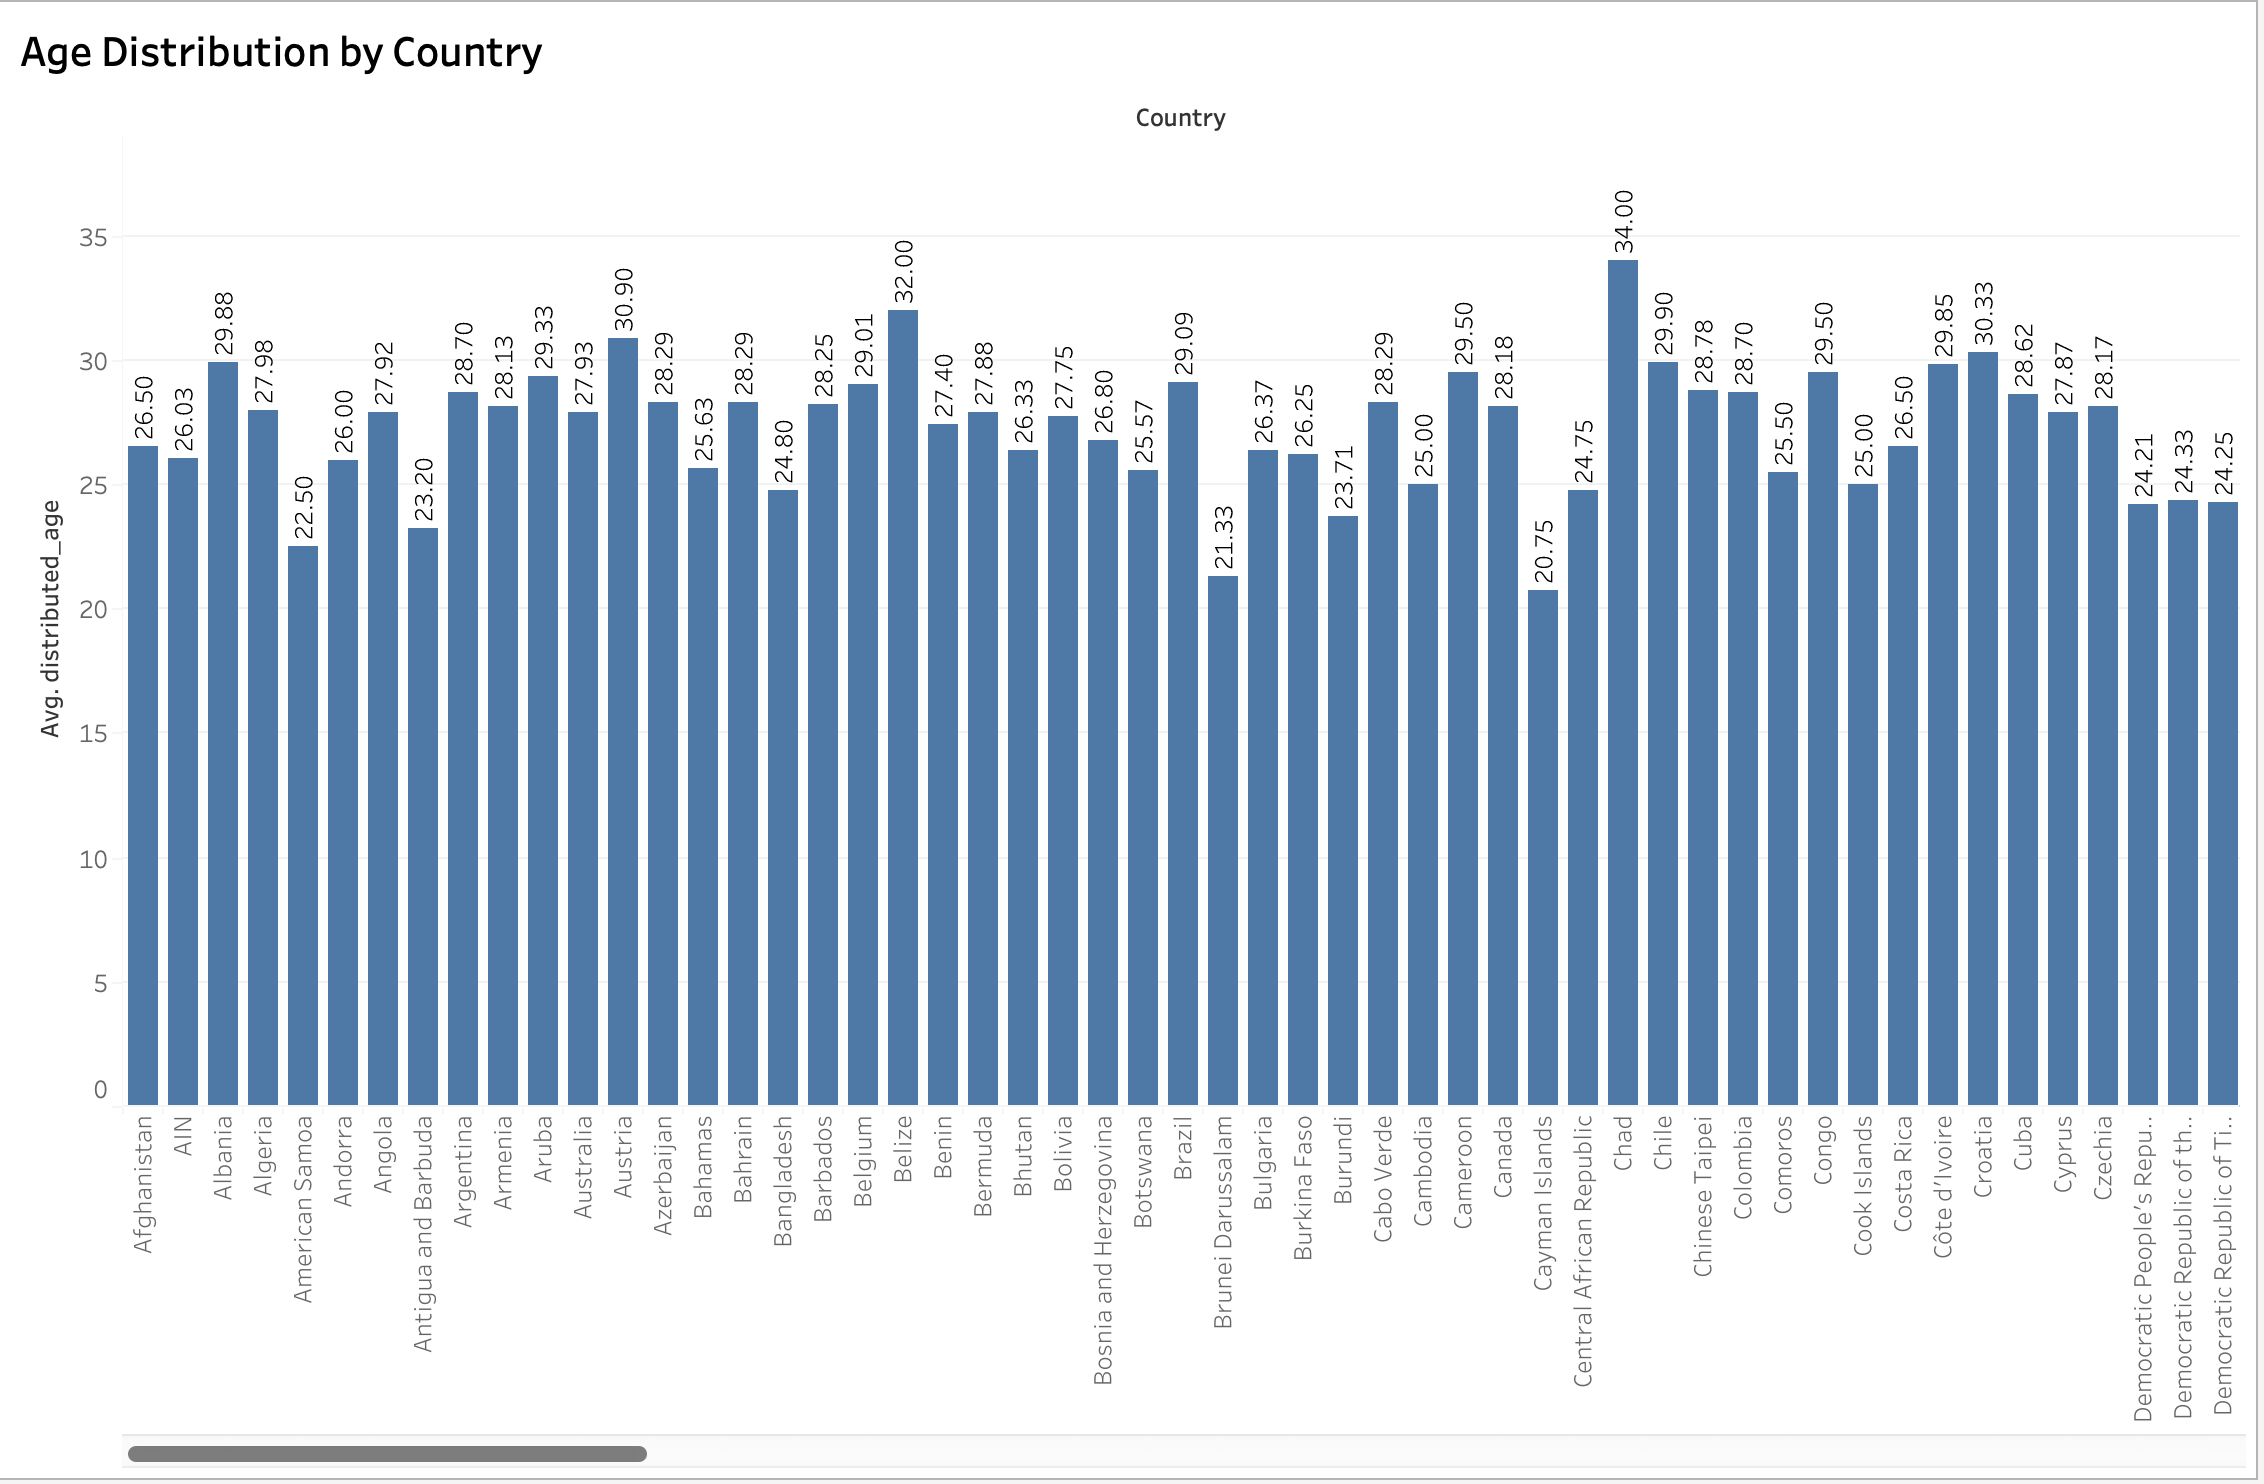 Age Distribution by Country
Country
Avg. distributed_age
35
30
25
20
15
10
5
0
26.50
26.03
29.88
27.98
22.50
26.00
27.92
23.20
28.70
28.13
29.33
27.93
30.90
28.29
25.63
28.29
24.80
28.25
29.01
32.00
27.40
27.88
26.33
27.75
26.80
25.57
29.09
21.33
26.37
26.25
23.71
28.29
25.00
29.50
28.18
20.75
24.75
34.00
29.90
28.78
28.70
25.50
29.50
25.00
26.50
29.85
30.33
28.62
27.87
28.17
24.21
24.33
24.25
Afghanistan
AIN
Albania
Algeria
American Samoa
Andorra
Angola
Antigua and Barbuda
Argentina
Armenia
Aruba
Australia
Austria
Azerbaijan
Bahamas
Bahrain
Bangladesh
Barbados
Belgium
Belize
Benin
Bermuda
Bhutan
Bolivia
Bosnia and Herzegovina
Botswana
Brazil
Brunei Darussalam
Bulgaria
Burkina Faso
Burundi
Cabo Verde
Cambodia
Cameroon
Canada
Cayman Islands
Central African Republic
Chad
Chile
Chinese Taipei
Colombia
Comoros
Congo
Cook Islands
Costa Rica
Côte d’Ivoire
Croatia
Cuba
Cyprus
Czechia
Democratic People’s Repu..
Democratic Republic of th..
Democratic Republic of Ti..